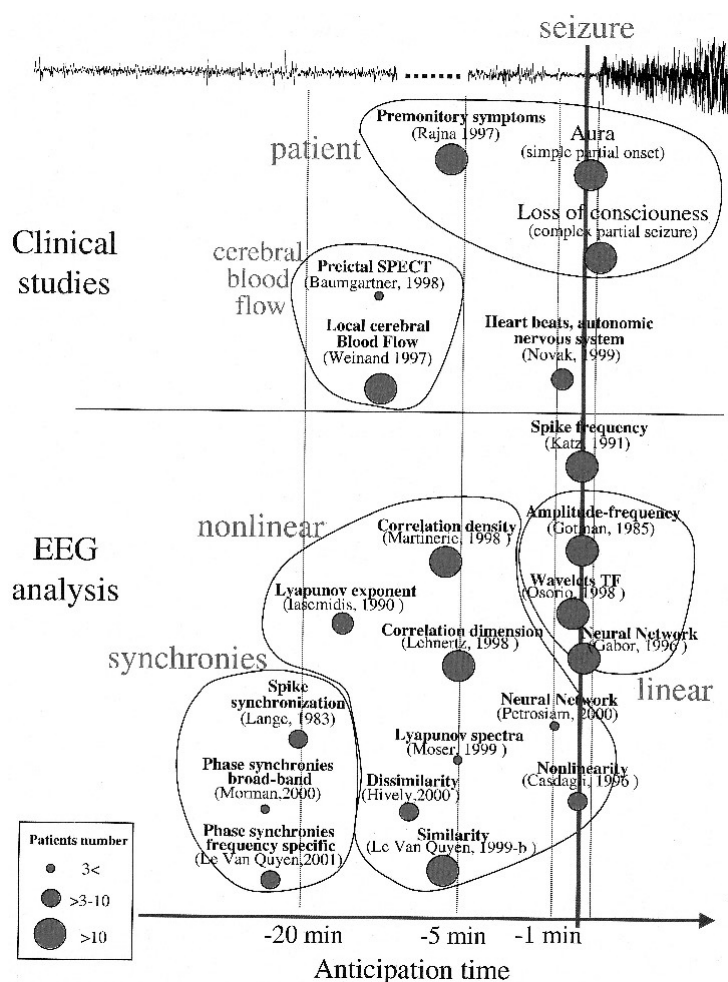 seizure
Premonitory symptoms
(Rajna 1997)
patient
Aura
(simple partial onset)
Loss of consciouness
(complex partial seizure)
Clinical
studies
cerebral
blood
flow
Preictal SPECT
(Baumgartner, 1998)
Local cerebral
Blood Flow
(Weinand 1997)
Heart beats, autonomic
nervous system
(Novak, 1999)
Spike frequency
(Katz, 1991)
EEG
analysis
nonlinear
Correlation density
(Martinerie, 1998 )
Amplitude-frequency
(Gotman, 1985)
Lyapunov exponent
(Iasemidis, 1990 )
Wavelets TF
(Osorio, 1998 )
Correlation dimension
(Lehnertz, 1998 )
Neural Network
(Gabor, 1996 )
synchronies
linear
Spike
synchronization
(Lange, 1983)
Neural Network
(Petrosiam, 2000)
Lyapunov spectra
(Moser, 1999 )
Phase synchronies
broad-band
(Morman,2000)
Dissimilarity
(Hively,2000 )
Nonlinearity
(Casdagli, 1996 )
Phase synchronies
frequency specific
(Le Van Quyen,2001)
Similarity
(Le Van Quyen, 1999-b )
Patients number
3<
>3-10
>10
-20 min
-5 min
-1 min
Anticipation time